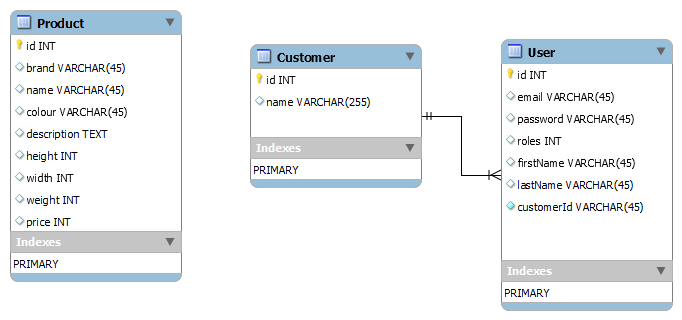 Product
id INT
brand VARCHAR(45)
name VARCHAR(45)
colour VARCHAR(45)
description TEXT
height INT
width INT
weight INT
price INT
Indexes
PRIMARY
Customer
id INT
name VARCHAR(255)
Indexes
PRIMARY
User
id INT
email VARCHAR(45)
password VARCHAR(45)
roles INT
firstName VARCHAR(45)
lastName VARCHAR(45)
customerId VARCHAR(45)
Indexes
PRIMARY